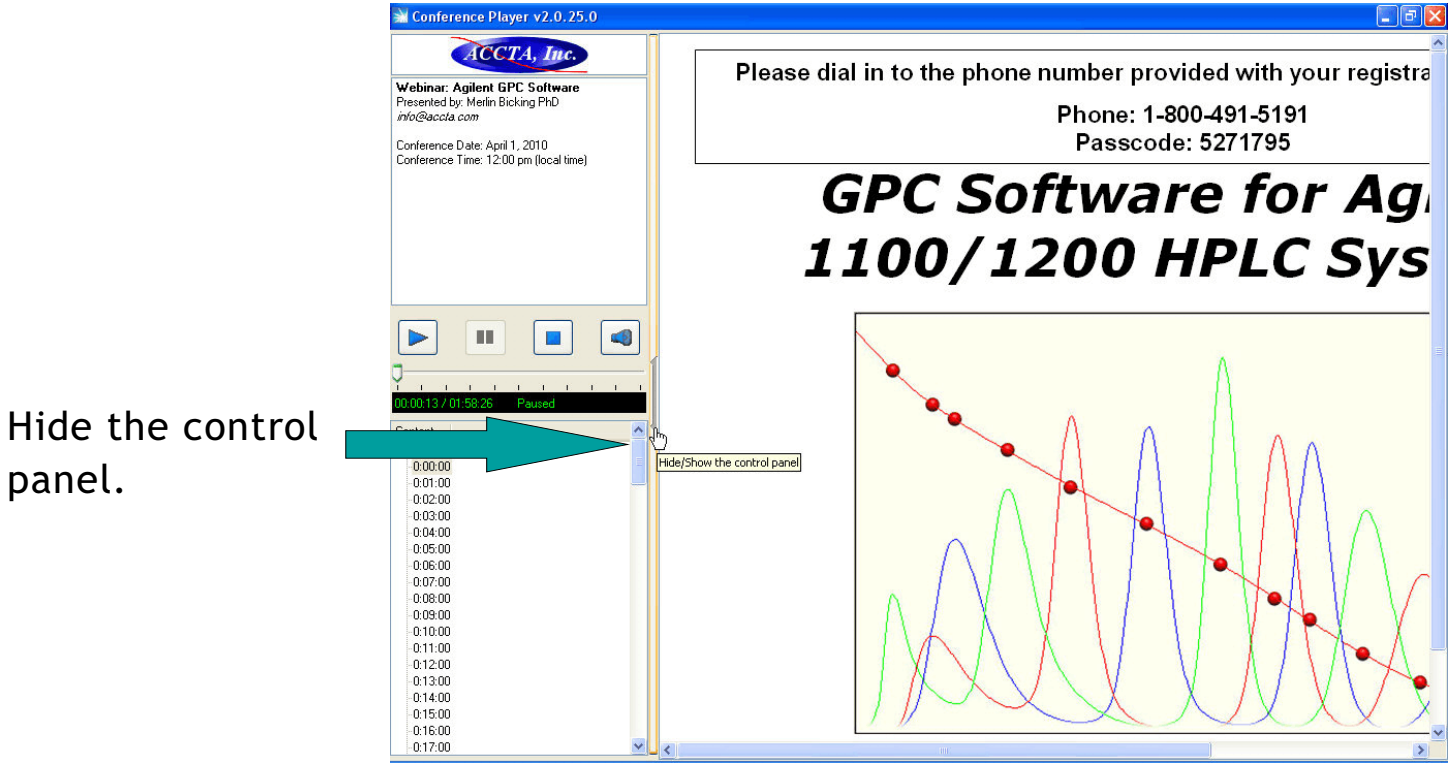 Conference Player v2.0.25.0
ACCTA, Inc.
Webinar: Agilent GPC Software
Presented by: Merlin Bicking PhD
info@accta.com
Conference Date: April 1, 2010
Conference Time: 12:00 pm (local time)
00:00:13 / 01:58:26 Paused
Content
0:00:00
0:01:00
0:02:00
0:03:00
0:04:00
0:05:00
0:06:00
0:07:00
0:08:00
0:09:00
0:10:00
0:11:00
0:12:00
0:13:00
0:14:00
0:15:00
0:16:00
0:17:00
Hide the control
panel.
Hide/Show the control panel
Please dial in to the phone number provided with your registra
Phone: 1-800-491-5191
Passcode: 5271795
GPC Software for Agi
1100/1200 HPLC Sys